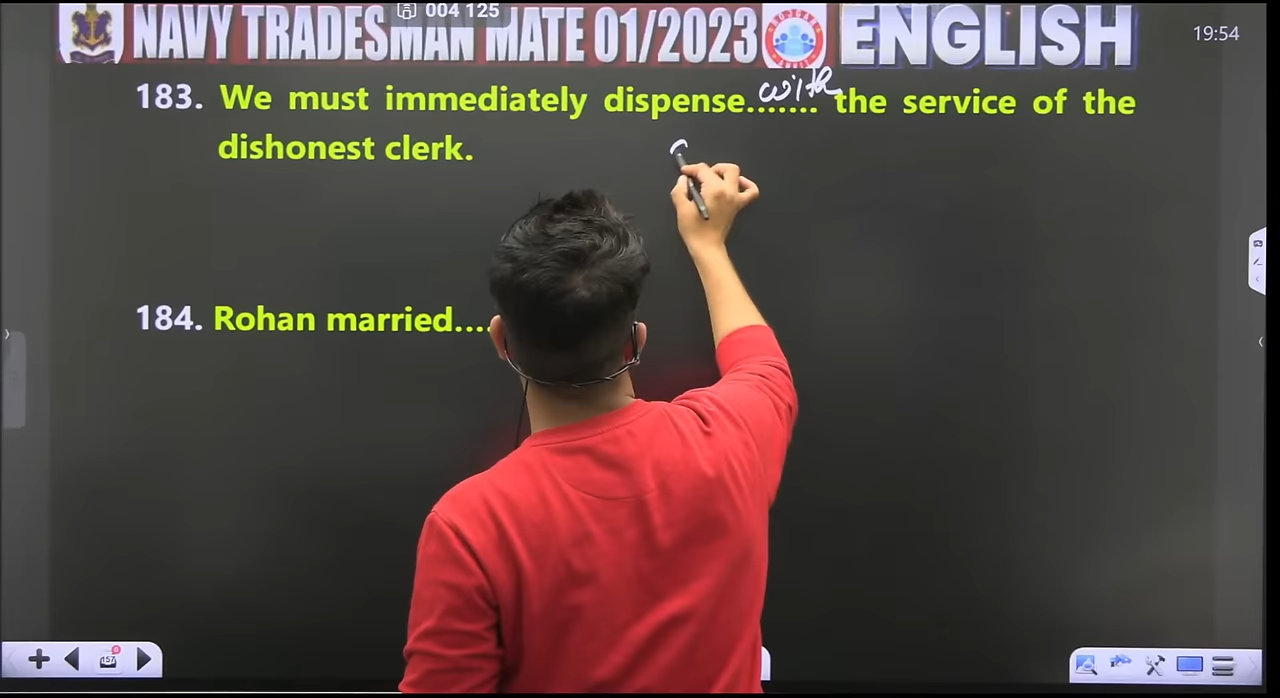 004 125
NAVY TRADESMAN MATE 01/2023 ENGLISH
19:54
with
183. We must immediately dispense....... the service of the
dishonest clerk.
184. Rohan married....
157